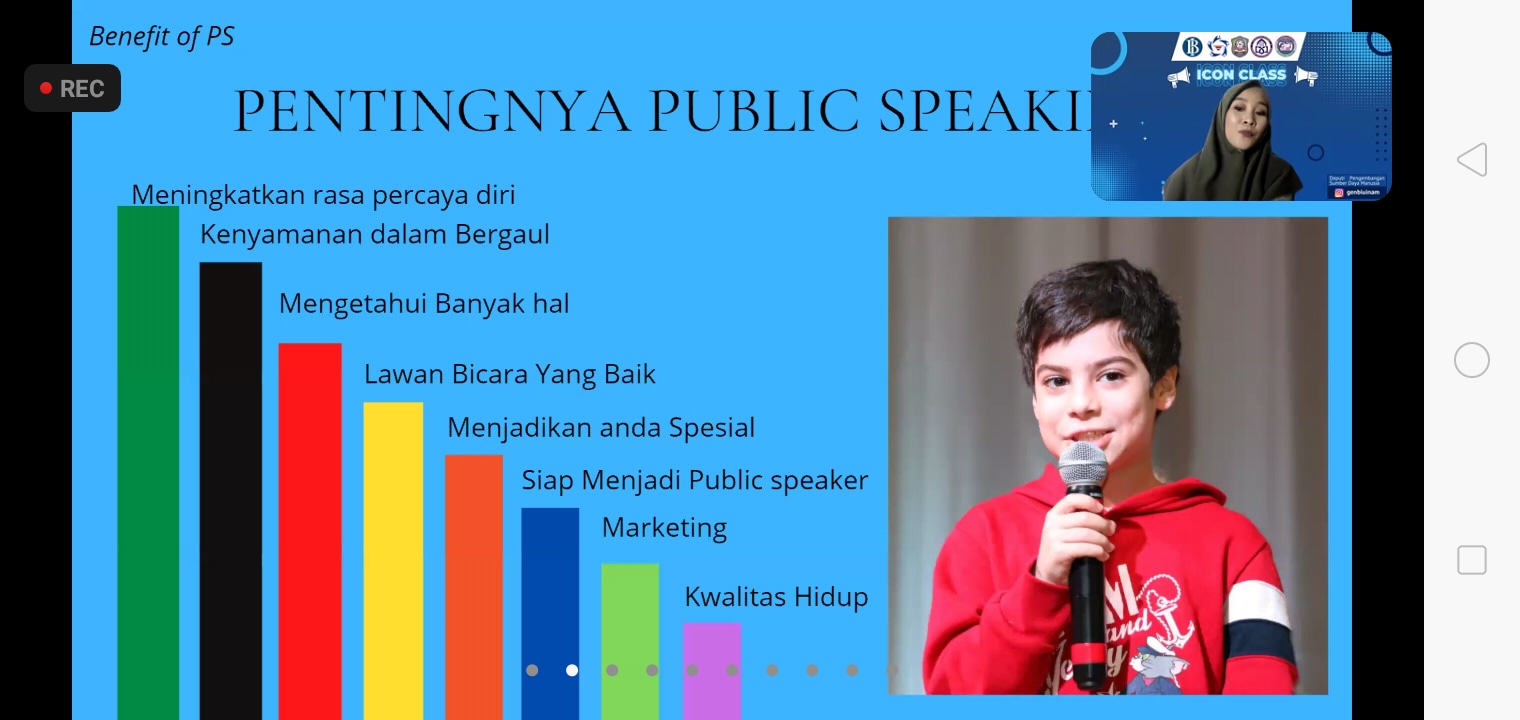 Benefit of PS
REC
PENTINGNYA PUBLIC
ICON CLASS
Deputi Pengembangan
Sumber Daya Manusia
genbiuinam
Meningkatkan rasa percaya diri
Kenyamanan dalam Bergaul
Mengetahui Banyak hal
Lawan Bicara Yang Baik
Menjadikan anda Spesial
Siap Menjadi Public speaker
Marketing
Kwalitas Hidup
and